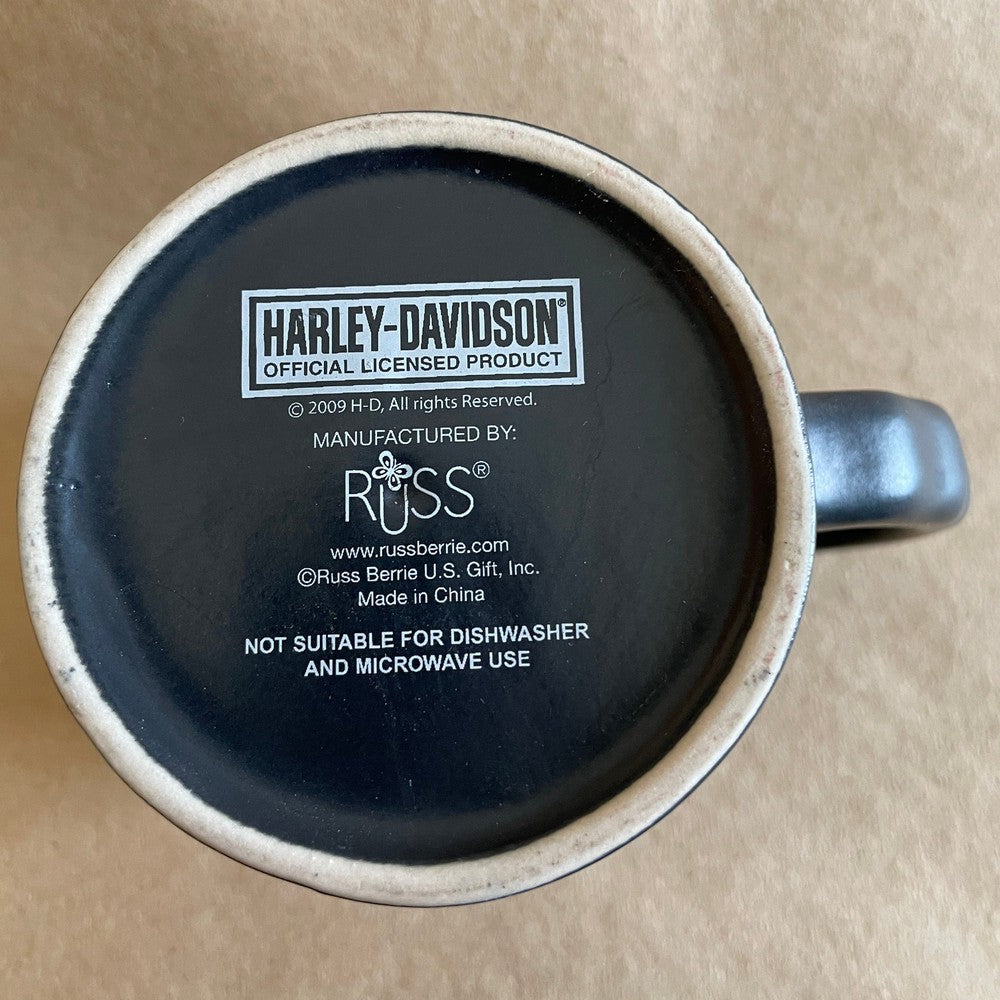 HARLEY-DAVIDSON®
OFFICIAL LICENSED PRODUCT
© 2009 H-D, All rights Reserved.
MANUFACTURED BY:
RUSS®
www.russberrie.com
©Russ Berrie U.S. Gift, Inc.
Made in China
NOT SUITABLE FOR DISHWASHER
AND MICROWAVE USE